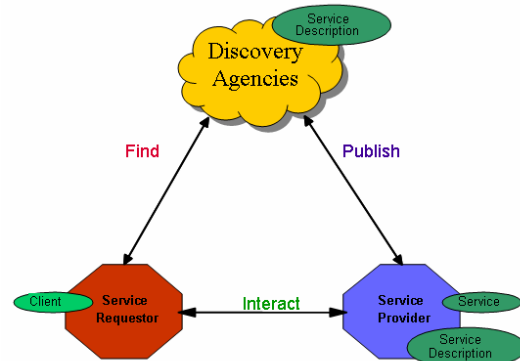 Service
Description
Discovery
Agencies
Find
Publish
Client
Service
Requestor
Interact
Service
Provider
Service
Service
Description